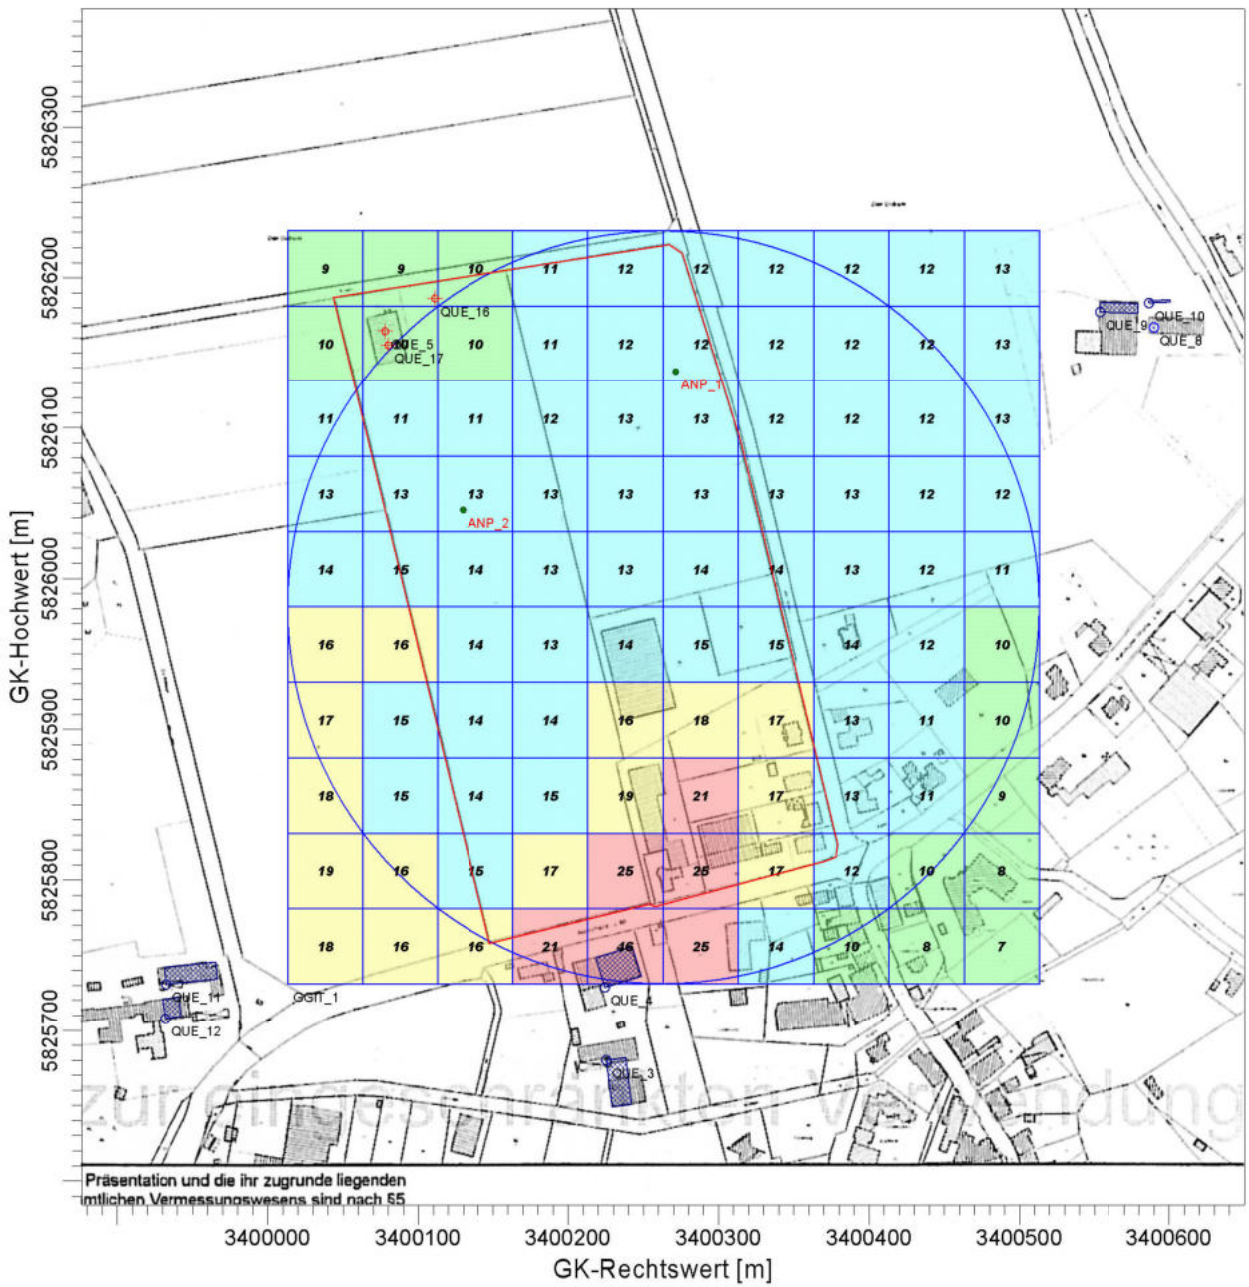 GK-Hochwert [m]
5826300
5826200
5826100
5826000
5825900
5825800
5825700
9 9 10 11 12 12 12 12 12 13
QUE_16
10 10 10 11 12 12 12 12 12 13
QUE_5
QUE_17
QUE_10
QUE_9
QUE_8
ANP_1
11 11 11 12 13 13 12 12 12 13
13 13 13 13 13 13 13 13 12 12
ANP_2
14 15 14 13 13 14 14 13 12 11
16 16 14 13 14 15 15 14 12 10
17 15 14 14 16 18 17 13 11 10
18 15 14 15 19 21 17 13 11 9
19 16 15 17 25 25 17 12 10 8
18 16 16 21 46 25 14 10 8 7
QUE_11
GGIT_1
QUE_4
QUE_12
QUE_3
zur eingeschränkten Verwendung
Präsentation und die ihr zugrunde liegenden
mtlichen Vermessungswesens sind nach §5
3400000 3400100 3400200 3400300 3400400 3400500 3400600
GK-Rechtswert [m]